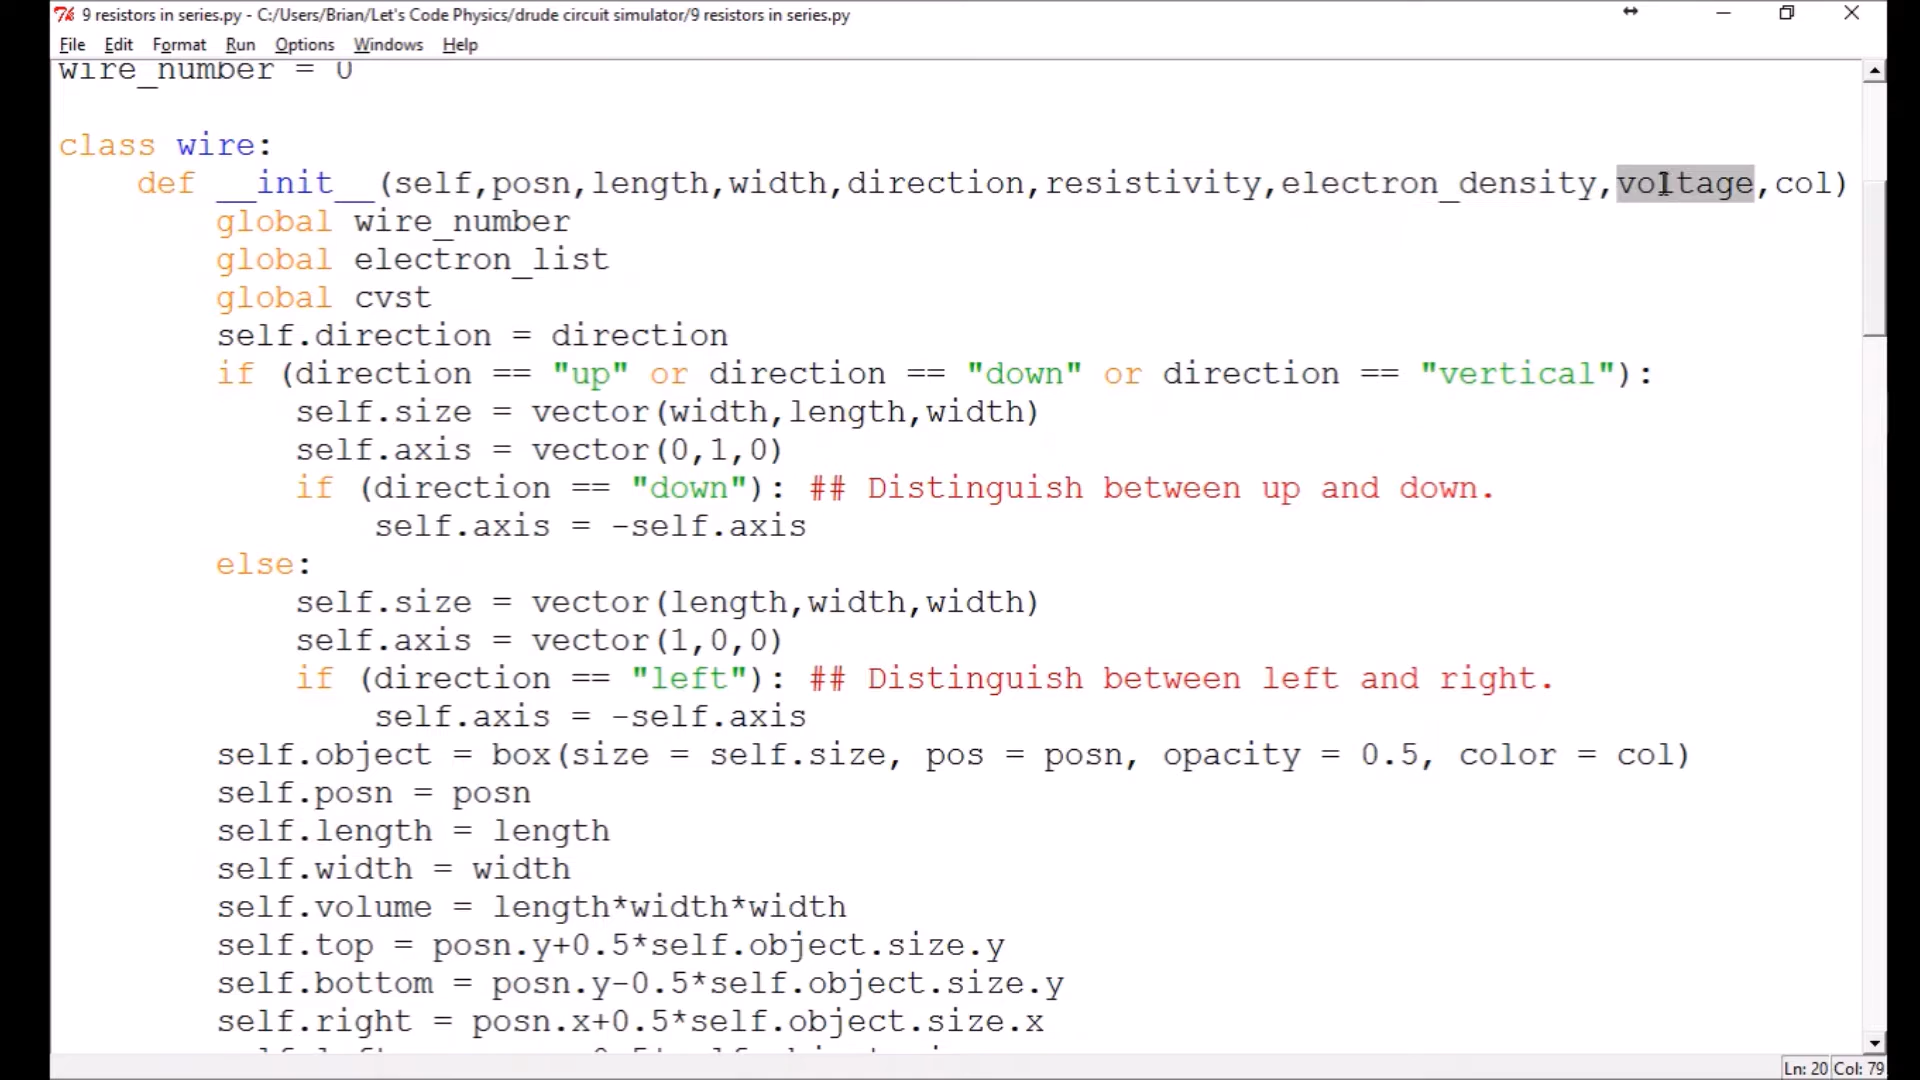 9 resistors in series.py - C:/Users/Brian/Let's Code Physics/drude circuit simulator/9 resistors in series.py
File Edit Format Run Options Windows Help
wire_number = 0
class wire:
    def __init__(self,posn,length,width,direction,resistivity,electron_density,voltage,col)
        global wire_number
        global electron_list
        global cvst
        self.direction = direction
        if (direction == "up" or direction == "down" or direction == "vertical"):
            self.size = vector(width,length,width)
            self.axis = vector(0,1,0)
            if (direction == "down"): ## Distinguish between up and down.
                self.axis = -self.axis
        else:
            self.size = vector(length,width,width)
            self.axis = vector(1,0,0)
            if (direction == "left"): ## Distinguish between left and right.
                self.axis = -self.axis
        self.object = box(size = self.size, pos = posn, opacity = 0.5, color = col)
        self.posn = posn
        self.length = length
        self.width = width
        self.volume = length*width*width
        self.top = posn.y+0.5*self.object.size.y
        self.bottom = posn.y-0.5*self.object.size.y
        self.right = posn.x+0.5*self.object.size.x
Ln: 20 Col: 79